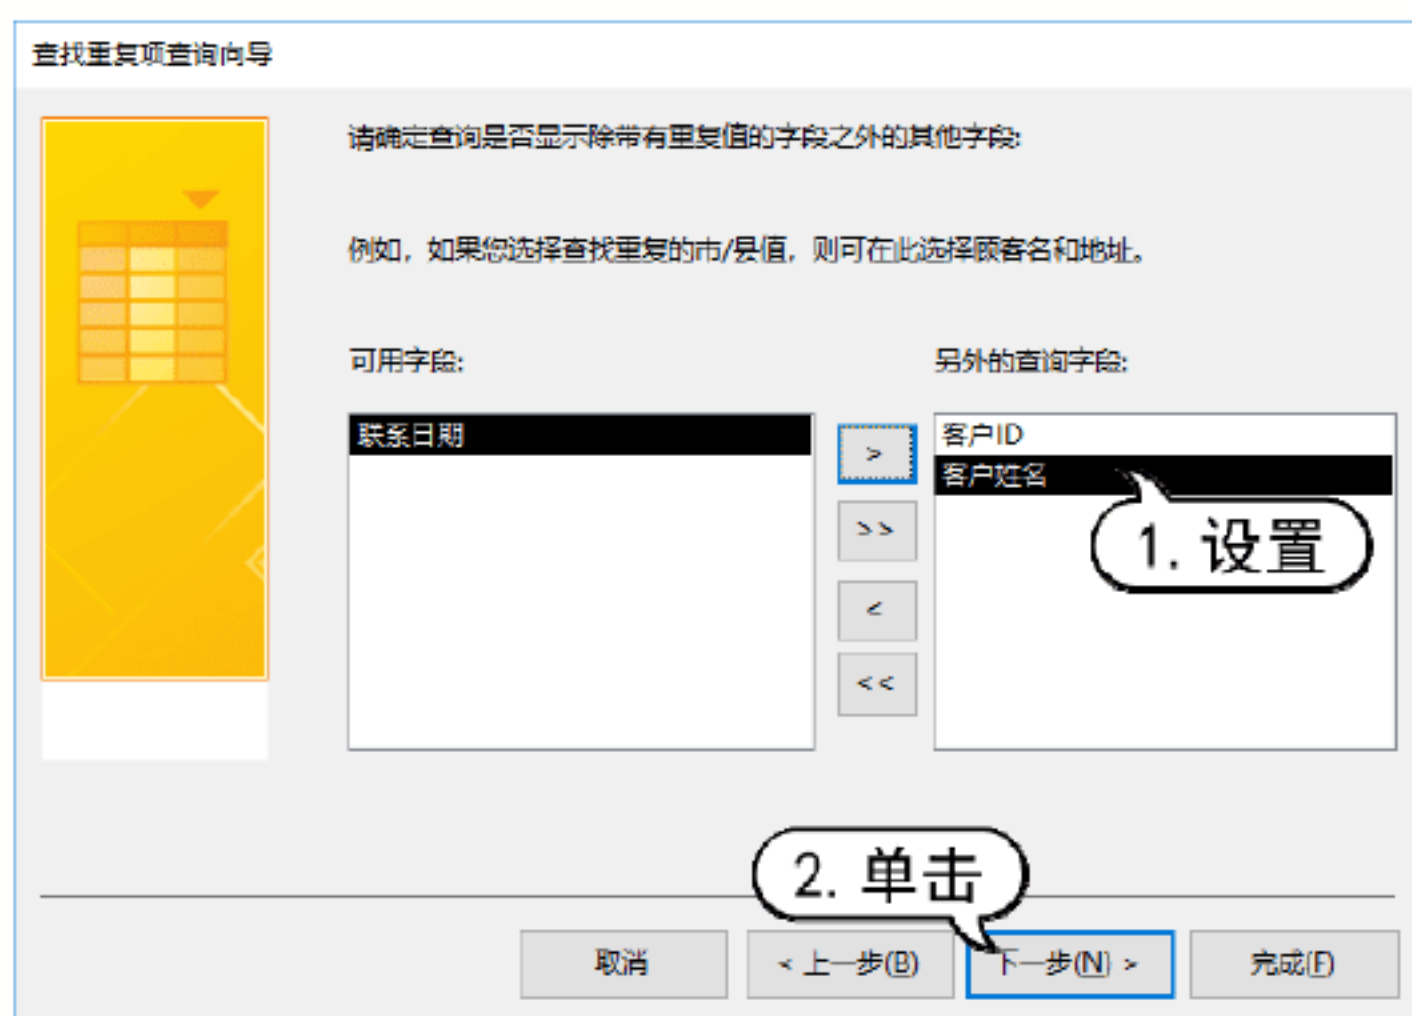 查找重复项查询向导
请确定查询是否显示除带有重复值的字段之外的其他字段:
例如，如果您选择查找重复的市/县值，则可在此选择顾客名和地址。
可用字段:
另外的查询字段:
联系日期
>
客户ID
客户姓名
>>
1. 设置
<
<<
2. 单击
取消
< 上一步(B)
下一步(N) >
完成(F)